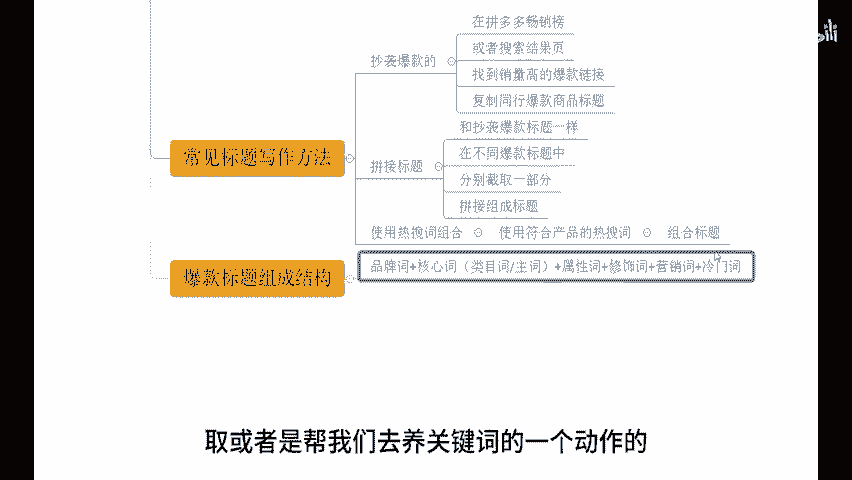 在拼多多畅销榜
或者搜索结果页
抄袭爆款的
找到销量高的爆款链接
复制同行爆款商品标题
和抄袭爆款标题一样
常见标题写作方法
在不同爆款标题中
拼接标题
分别截取一部分
拼接组成标题
使用热搜词组合 使用符合产品的热搜词 组合标题
爆款标题组成结构
品牌词+核心词（类目词/主词）+属性词+修饰词+营销词+冷门词
取或者是帮我们去养关键词的一个动作的